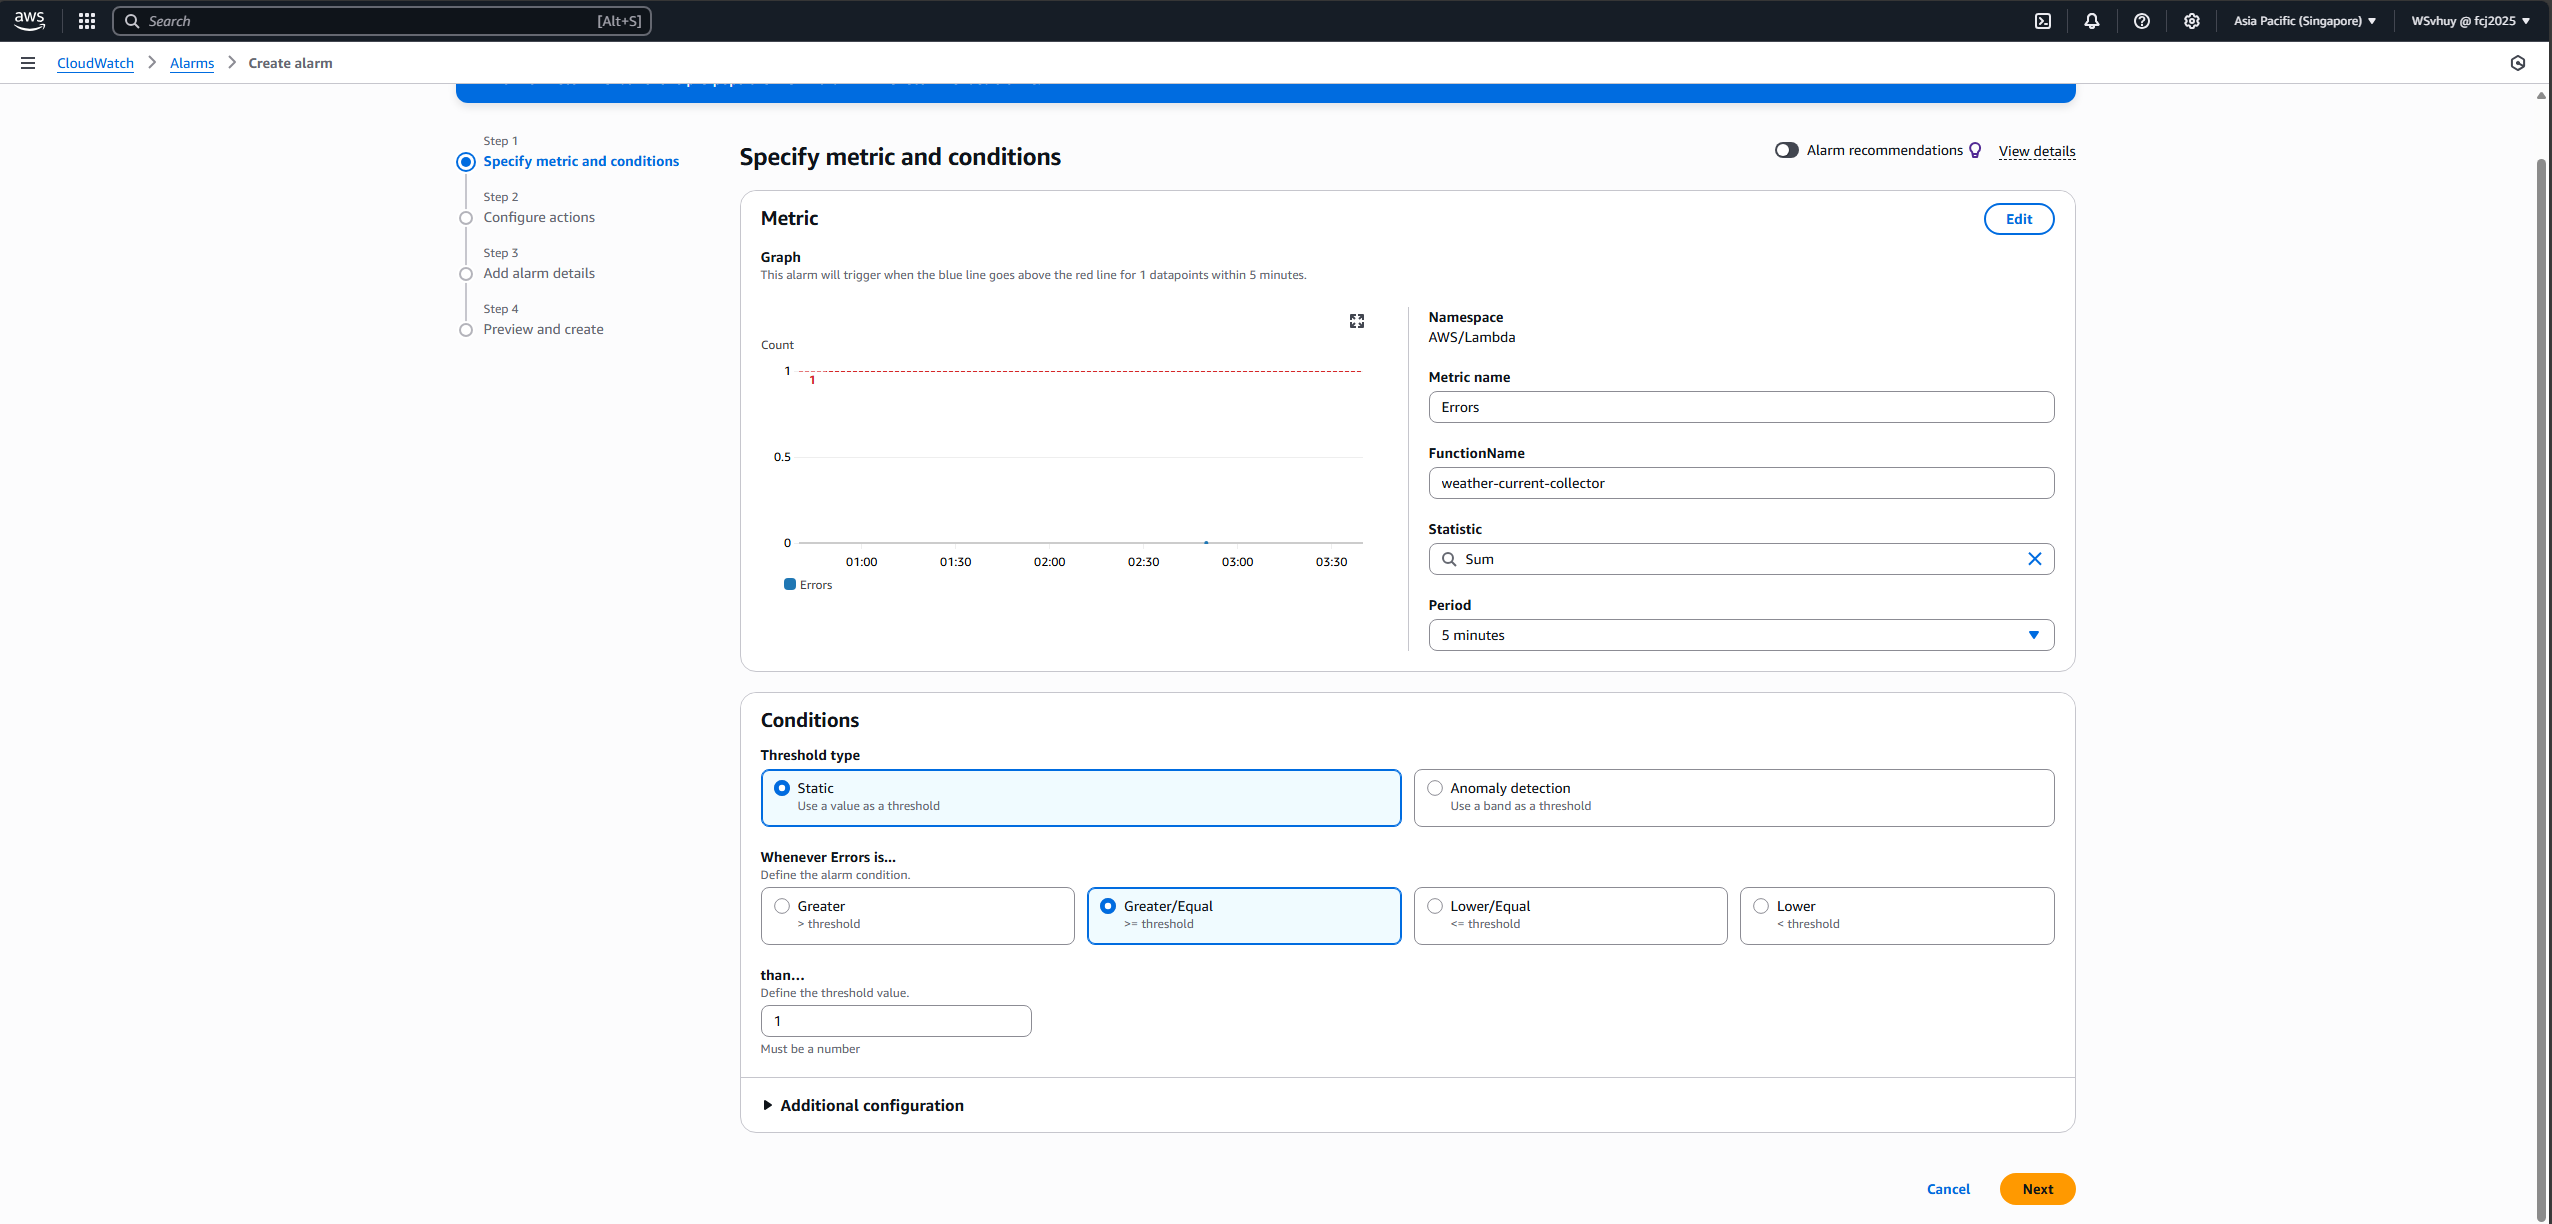 aws
Search
[Alt+S]
Asia Pacific (Singapore)
WSvhuy @ fcj2025
CloudWatch
Alarms
Create alarm
Step 1
Specify metric and conditions
Step 2
Configure actions
Step 3
Add alarm details
Step 4
Preview and create
Specify metric and conditions
Alarm recommendations
View details
Metric
Edit
Graph
This alarm will trigger when the blue line goes above the red line for 1 datapoints within 5 minutes.
Count
1
1
0.5
0
01:00
01:30
02:00
02:30
03:00
03:30
Errors
Namespace
AWS/Lambda
Metric name
Errors
FunctionName
weather-current-collector
Statistic
Sum
Period
5 minutes
Conditions
Threshold type
Static
Use a value as a threshold
Anomaly detection
Use a band as a threshold
Whenever Errors is...
Define the alarm condition.
Greater
> threshold
Greater/Equal
>= threshold
Lower/Equal
<= threshold
Lower
< threshold
than...
Define the threshold value.
1
Must be a number
Additional configuration
Cancel
Next